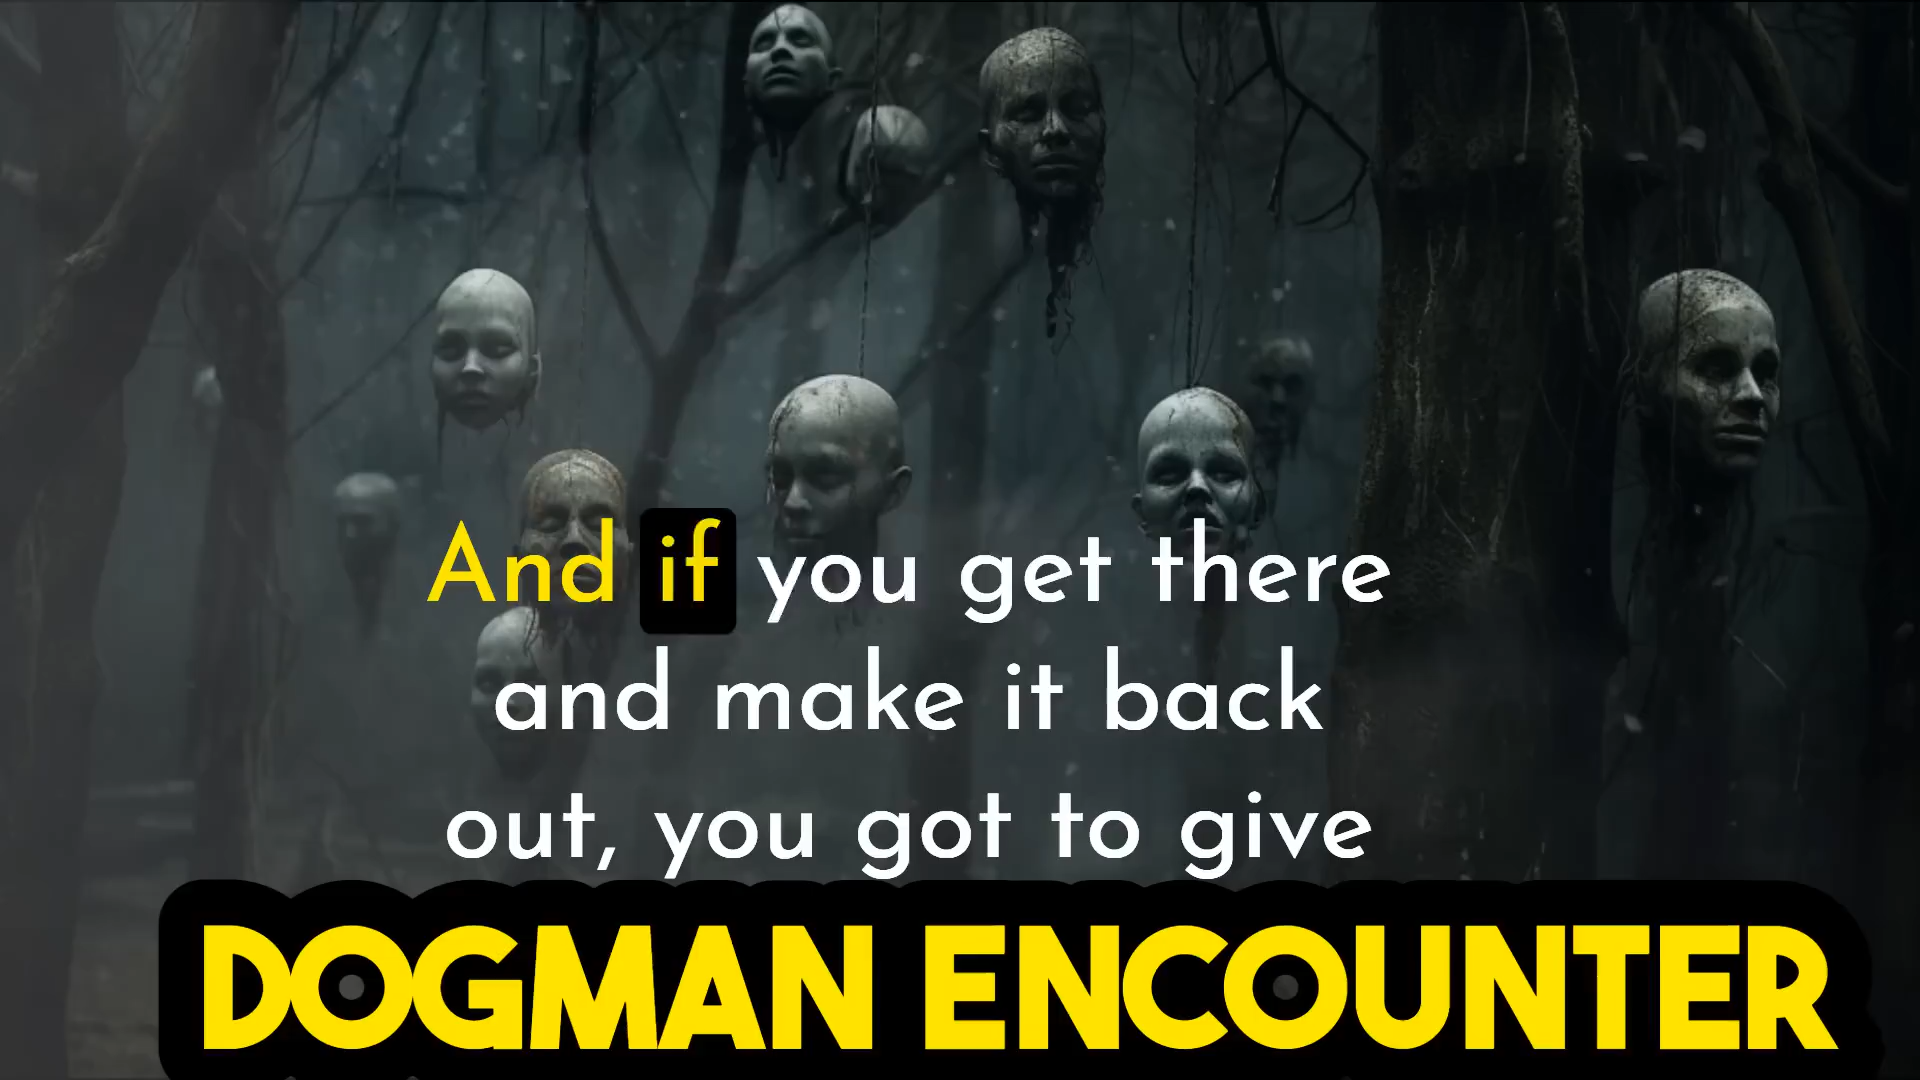 And if you get there
and make it back
out, you got to give
DOGMAN ENCOUNTER